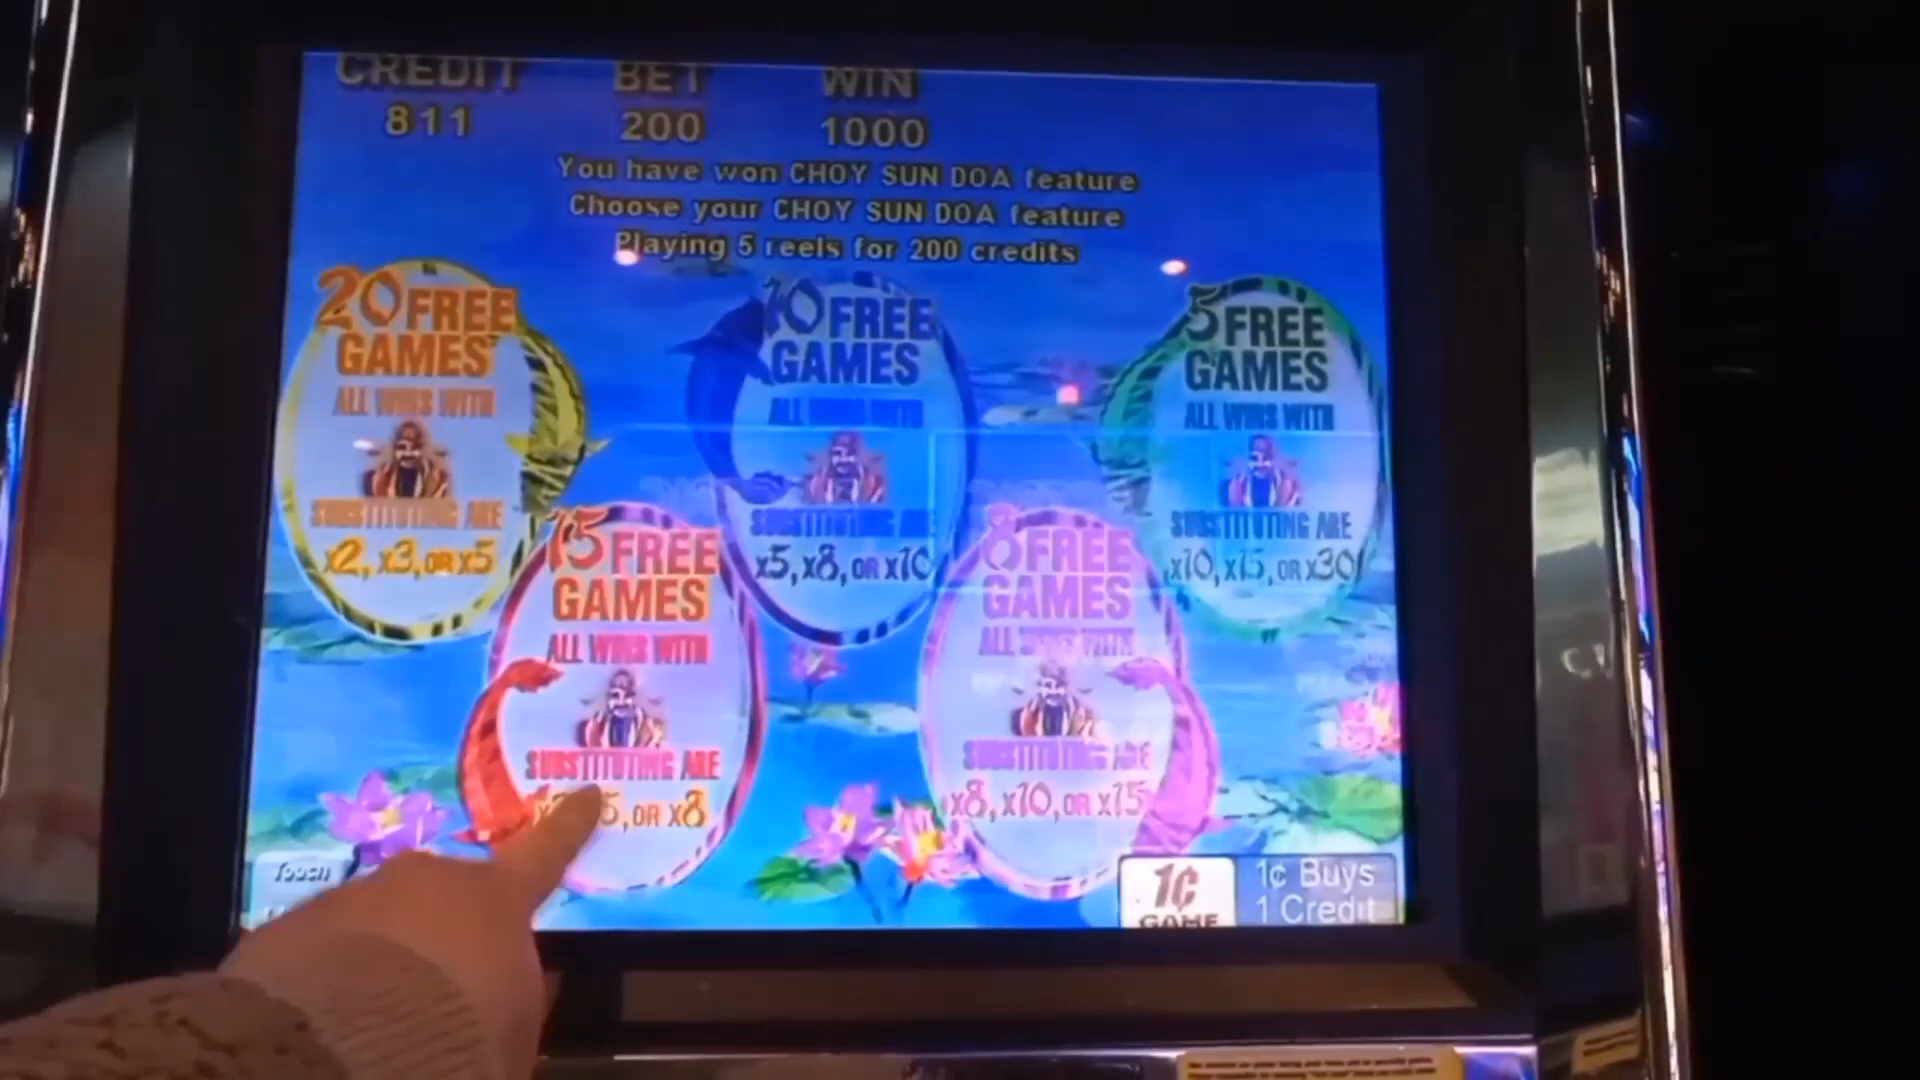 CREDIT BET WIN
811 200 1000
You have won CHOY SUN DOA feature
Choose your CHOY SUN DOA feature
Playing 5 reels for 200 credits
20 FREE
GAMES
ALL WINS WITH
SUBSTITUTING ARE
x2, x3, OR x5
15 FREE
GAMES
ALL WINS WITH
SUBSTITUTING ARE
5, OR x8
10 FREE
GAMES
ALL WINS WITH
SUBSTITUTING ARE
x5, x8, OR x10
8 FREE
GAMES
ALL WINS WITH
SUBSTITUTING ARE
x8, x10, OR x15
5 FREE
GAMES
ALL WINS WITH
SUBSTITUTING ARE
x10, x15, OR x30
Touch
1¢
GAME
1¢ Buys
1 Credit